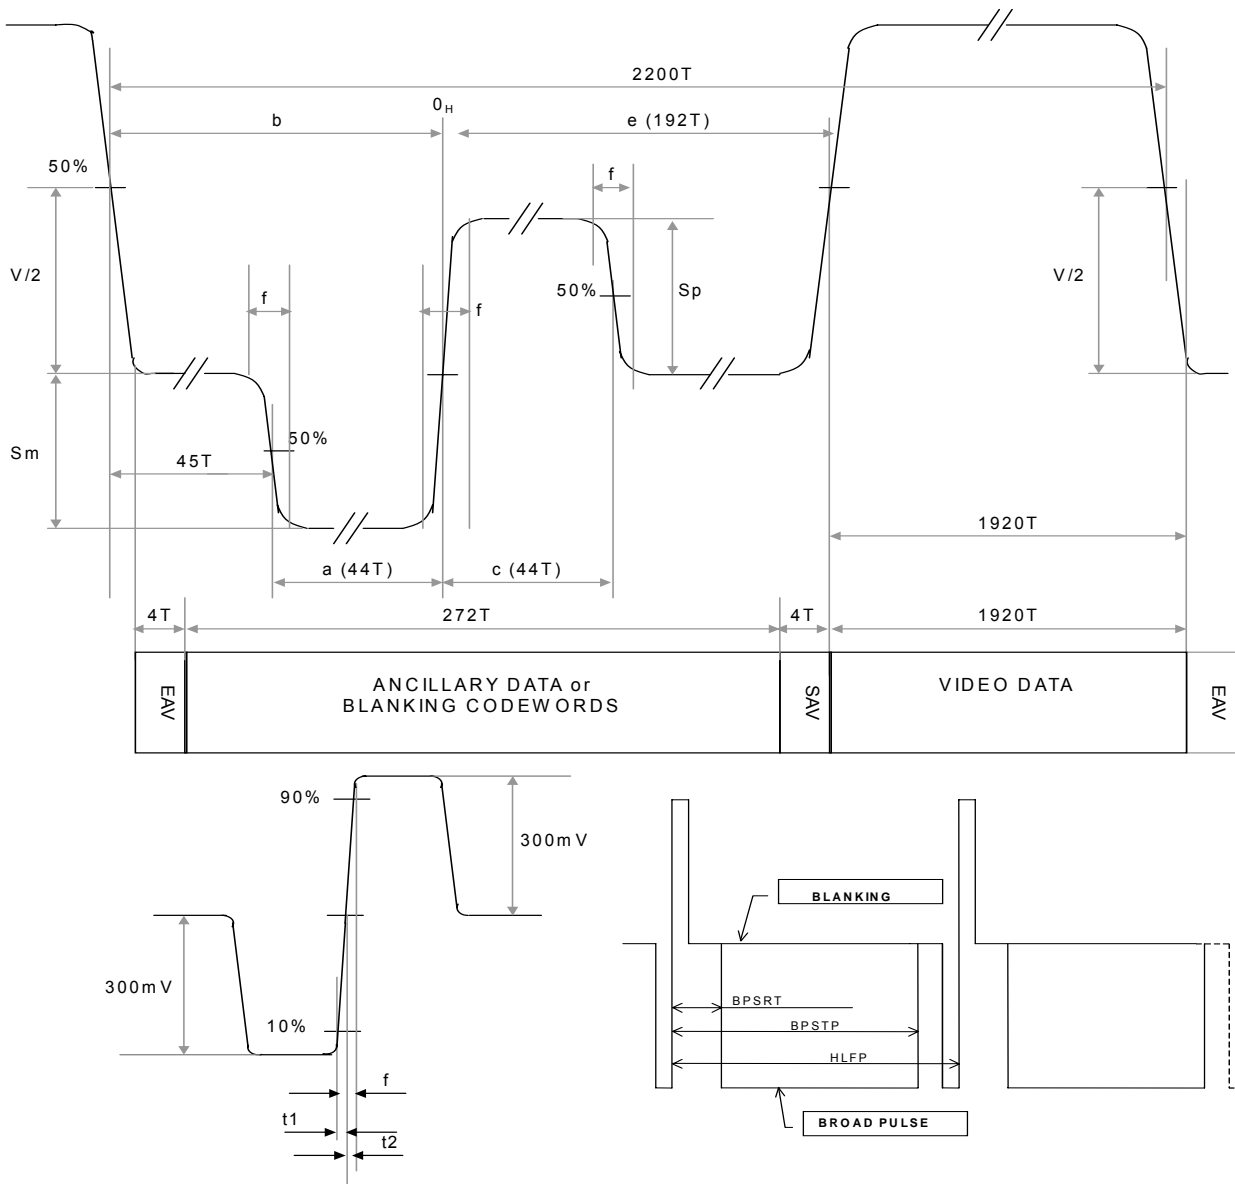 2200T
0H
b
e (192T)
50%
f
V/2
f
f
50%
Sp
V/2
50%
Sm
45T
1920T
a (44T)
c (44T)
4T
272T
4T
1920T
EAV
ANCILLARY DATA or
BLANKING CODEWORDS
SAV
VIDEO DATA
EAV
90%
300mV
300mV
10%
f
t1
t2
BLANKING
BPSRT
BPSTP
HLFP
BROAD PULSE